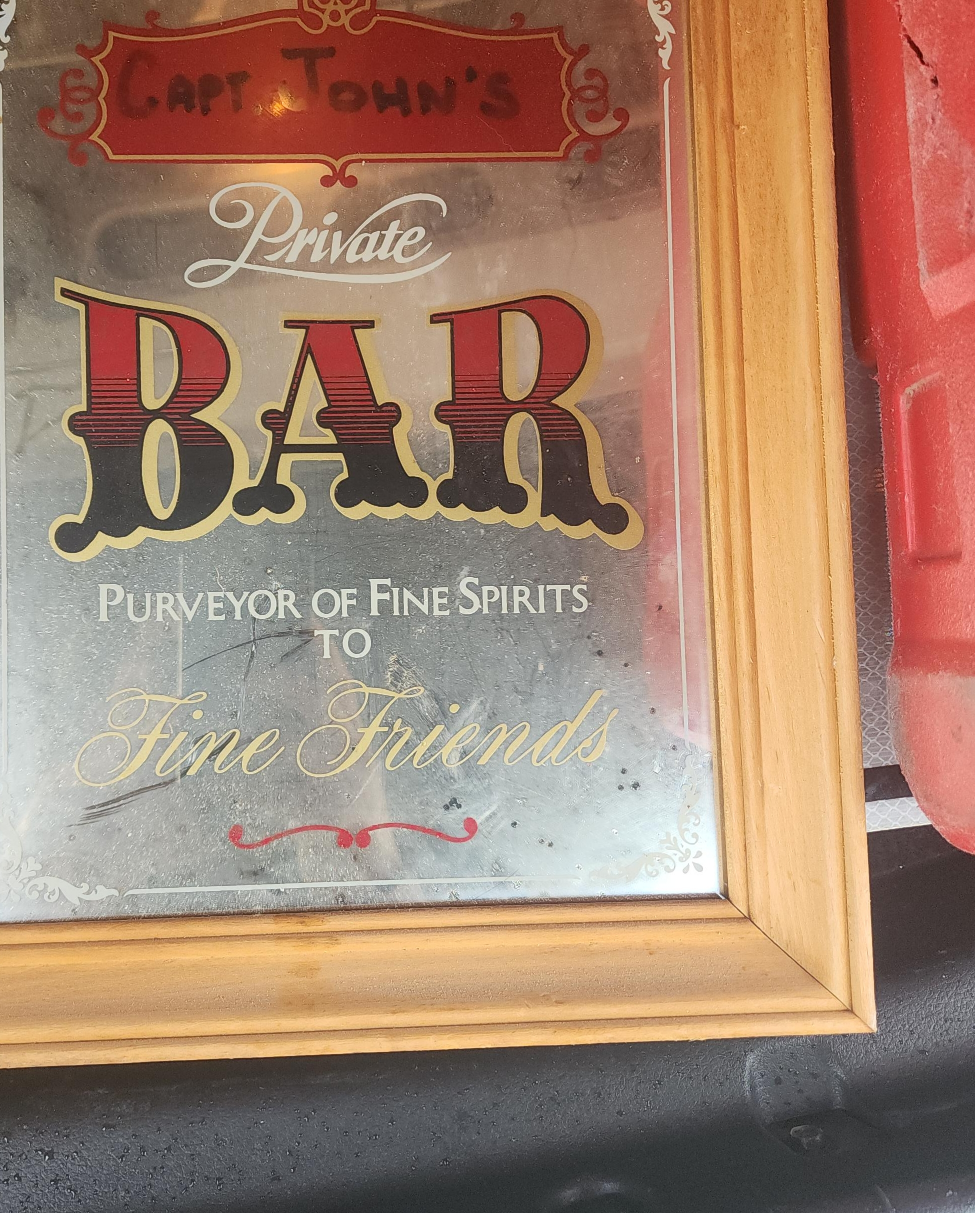 CAPT. JOHN'S
Private
BAR
PURVEYOR OF FINE SPIRITS
TO
Fine Friends